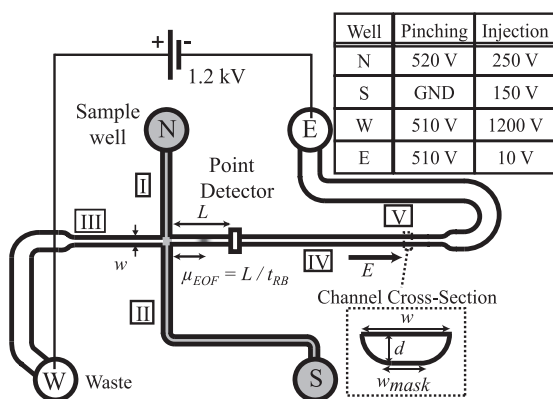 Well Pinching Injection
N 520 V 250 V
S GND 150 V
W 510 V 1200 V
E 510 V 10 V
+ -
1.2 kV
Sample
well
N
E
I
Point
Detector
L
III
V
w
IV
E
μEOF = L / tRB
II
Channel Cross-Section
w
d
wmask
W
Waste
S